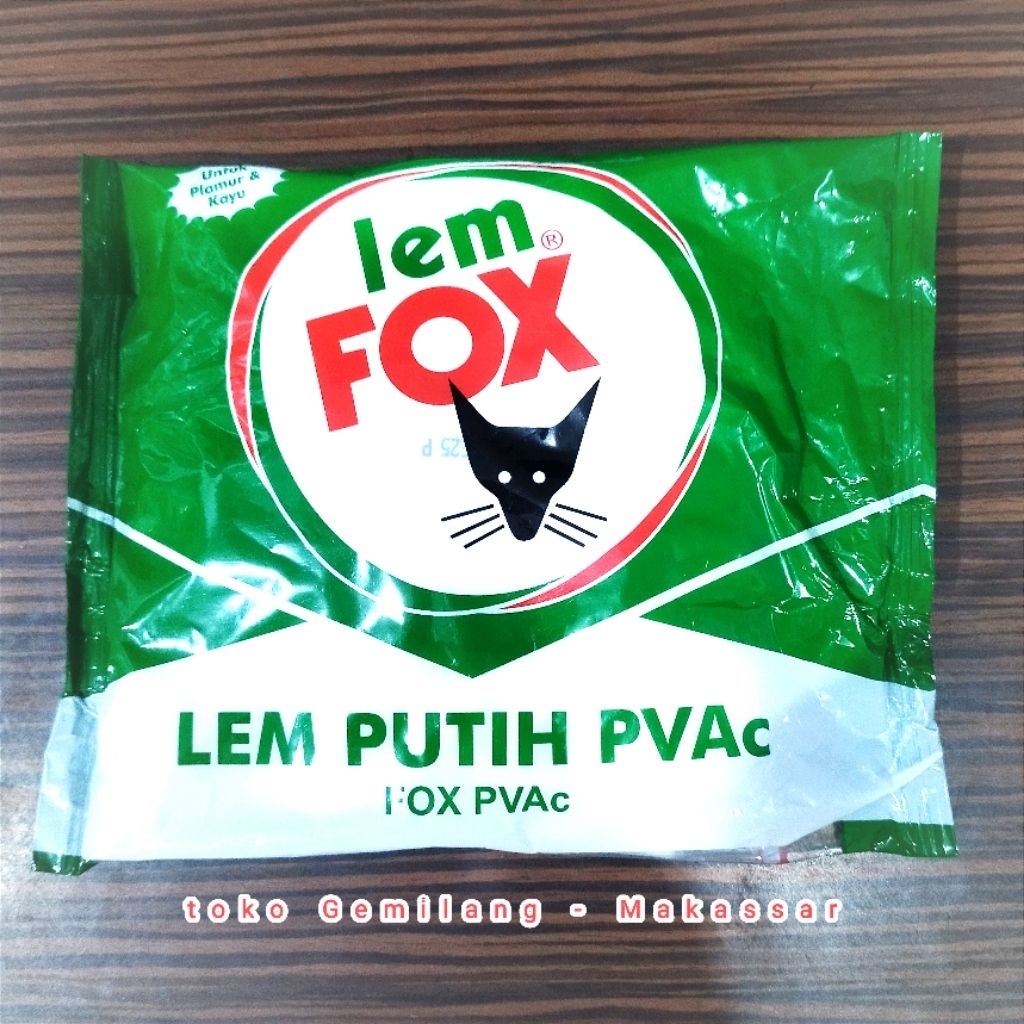 Untuk
Plamur &
Kayu
lem
FOX®
LEM PUTIH PVAc
FOX PVAc
toko Gemilang - Makassar